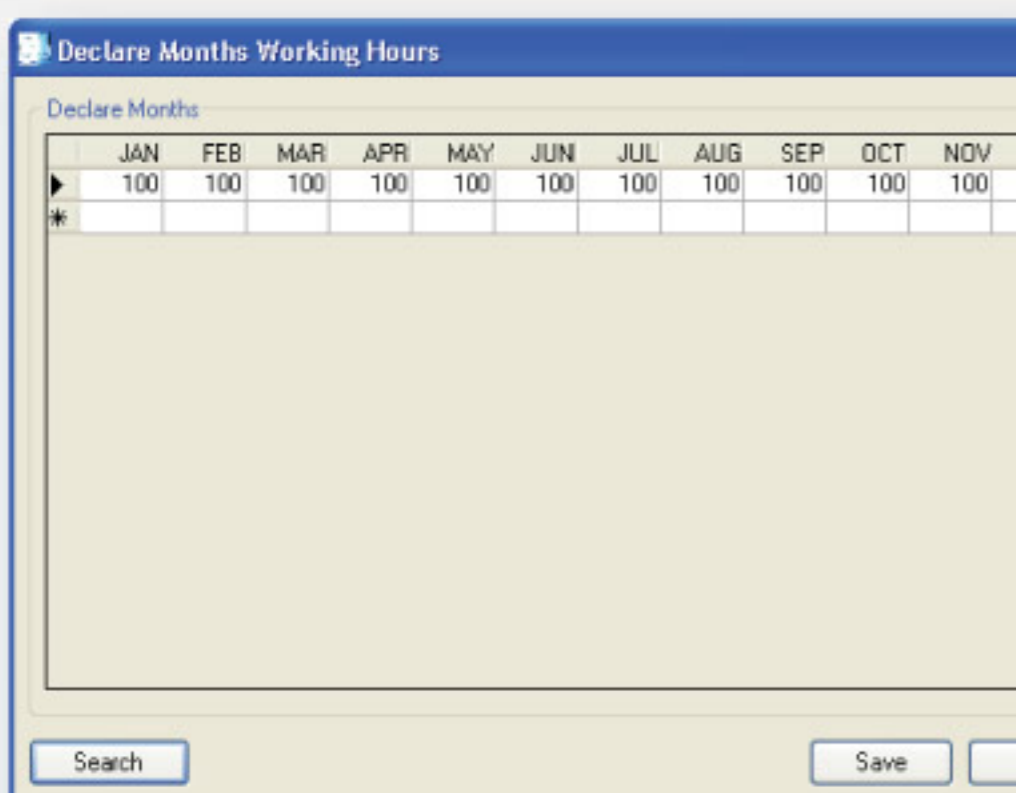 Declare Months Working Hours
Declare Months
JAN FEB MAR APR MAY JUN JUL AUG SEP OCT NOV
100 100 100 100 100 100 100 100 100 100 100
Search Save